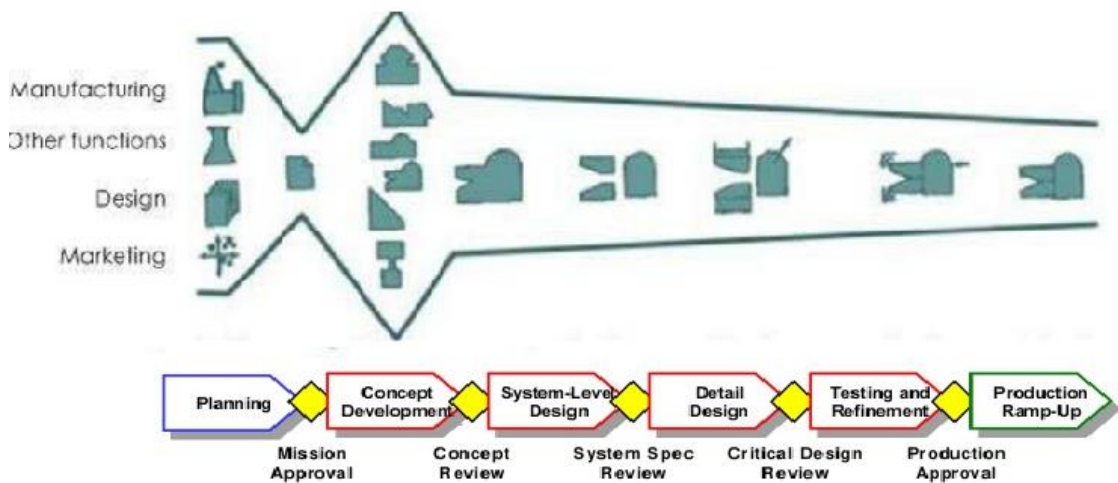 Manufacturing
Other functions
Design
Marketing
Planning
Concept
Development
System-Level
Design
Detail
Design
Testing and
Refinement
Production
Ramp-Up
Mission
Approval
Concept
Review
System Spec
Review
Critical Design
Review
Production
Approval